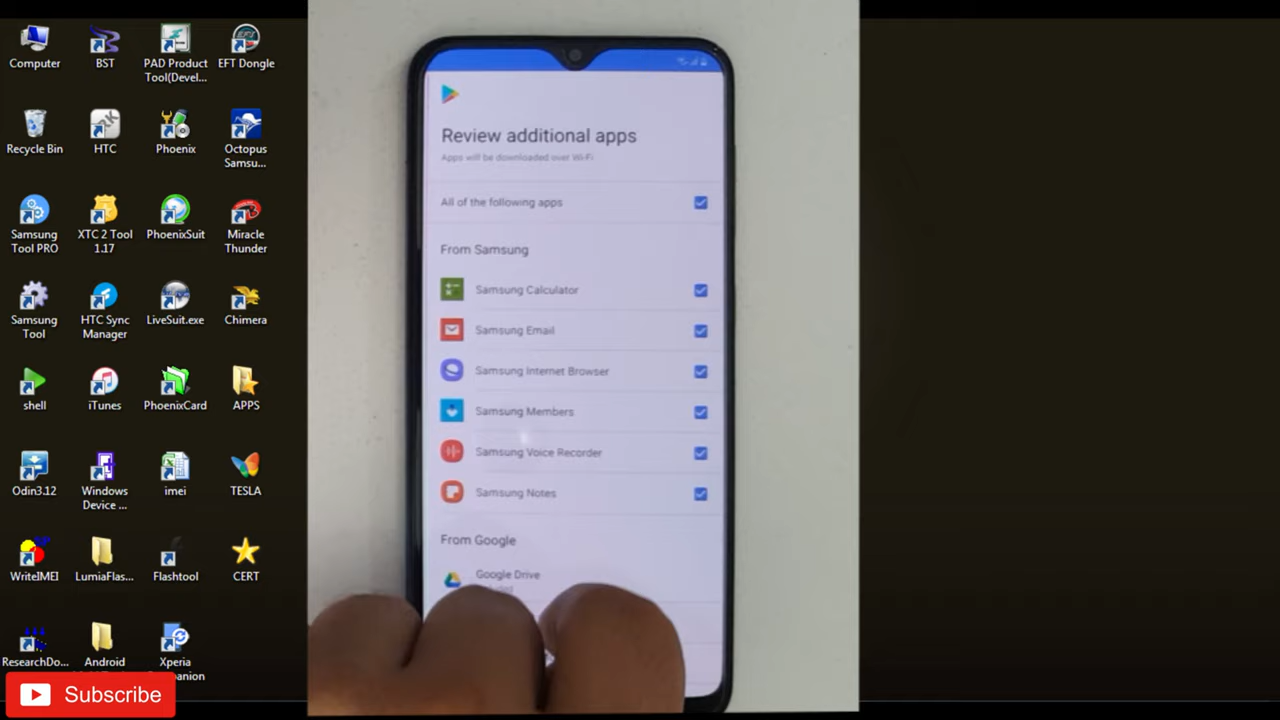 Computer
BST
PAD Product
Tool(Devel...
EFT Dongle
Recycle Bin
HTC
Phoenix
Octopus
Samsu...
Samsung
Tool PRO
XTC 2 Tool
1.17
PhoenixSuit
Miracle
Thunder
Samsung
Tool
HTC Sync
Manager
LiveSuit.exe
Chimera
shell
iTunes
PhoenixCard
APPS
Odin3.12
Windows
Device ...
imei
TESLA
WriteIMEI
LumiaFlas...
Flashtool
CERT
ResearchDo...
Android
Xperia
Companion
Subscribe
EFT
Review additional apps
Apps will be downloaded over Wi-Fi
All of the following apps
From Samsung
Samsung Calculator
Samsung Email
Samsung Internet Browser
Samsung Members
Samsung Voice Recorder
Samsung Notes
From Google
Google Drive